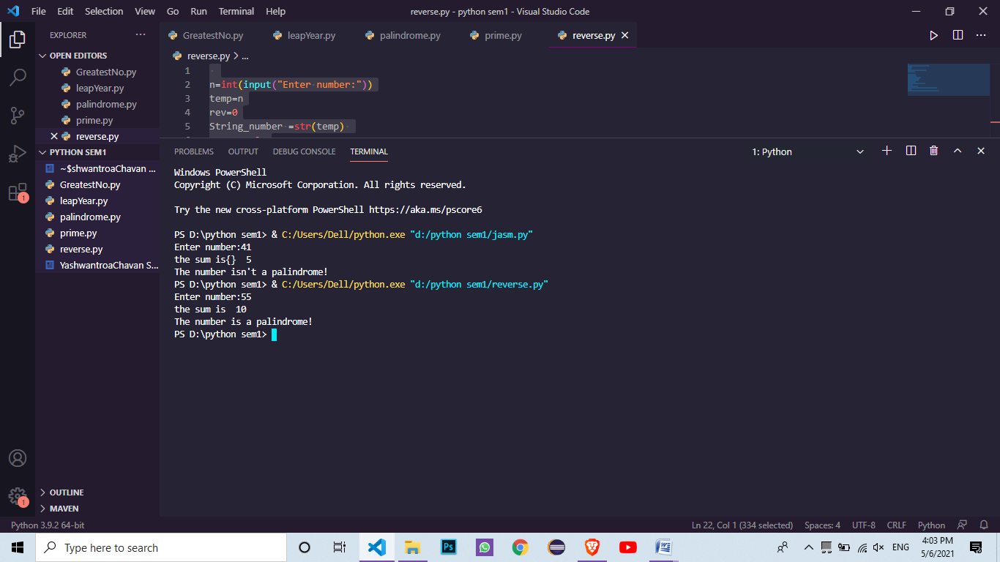 File Edit Selection View Go Run Terminal Help
reverse.py - python sem1 - Visual Studio Code
EXPLORER
OPEN EDITORS
GreatestNo.py
leapYear.py
palindrome.py
prime.py
reverse.py
PYTHON SEM1
~$shwantroaChavan ...
GreatestNo.py
leapYear.py
palindrome.py
prime.py
reverse.py
YashwantroaChavan S...
OUTLINE
MAVEN
GreatestNo.py leapYear.py palindrome.py prime.py reverse.py
reverse.py > ...
1
2 n=int(input("Enter number:"))
3 temp=n
4 rev=0
5 String_number =str(temp)
PROBLEMS OUTPUT DEBUG CONSOLE TERMINAL
1: Python
Windows PowerShell
Copyright (C) Microsoft Corporation. All rights reserved.
Try the new cross-platform PowerShell https://aka.ms/pscore6
PS D:\python sem1> & C:/Users/Dell/python.exe "d:/python sem1/jasm.py"
Enter number:41
the sum is{}  5
The number isn't a palindrome!
PS D:\python sem1> & C:/Users/Dell/python.exe "d:/python sem1/reverse.py"
Enter number:55
the sum is  10
The number is a palindrome!
PS D:\python sem1>
1
1
Python 3.9.2 64-bit
Ln 22, Col 1 (334 selected) Spaces: 4 UTF-8 CRLF Python
Type here to search
Ps
ENG
4:03 PM
5/6/2021